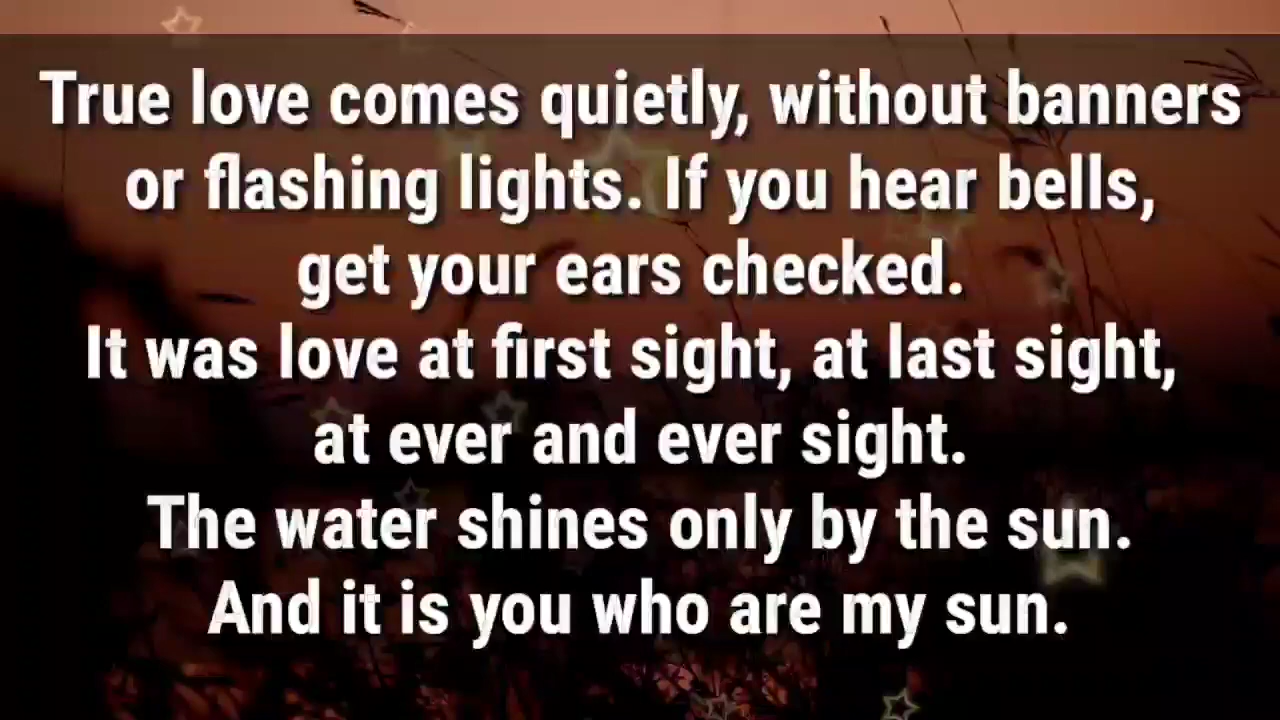 True love comes quietly, without banners
or flashing lights. If you hear bells,
get your ears checked.
It was love at first sight, at last sight,
at ever and ever sight.
The water shines only by the sun.
And it is you who are my sun.